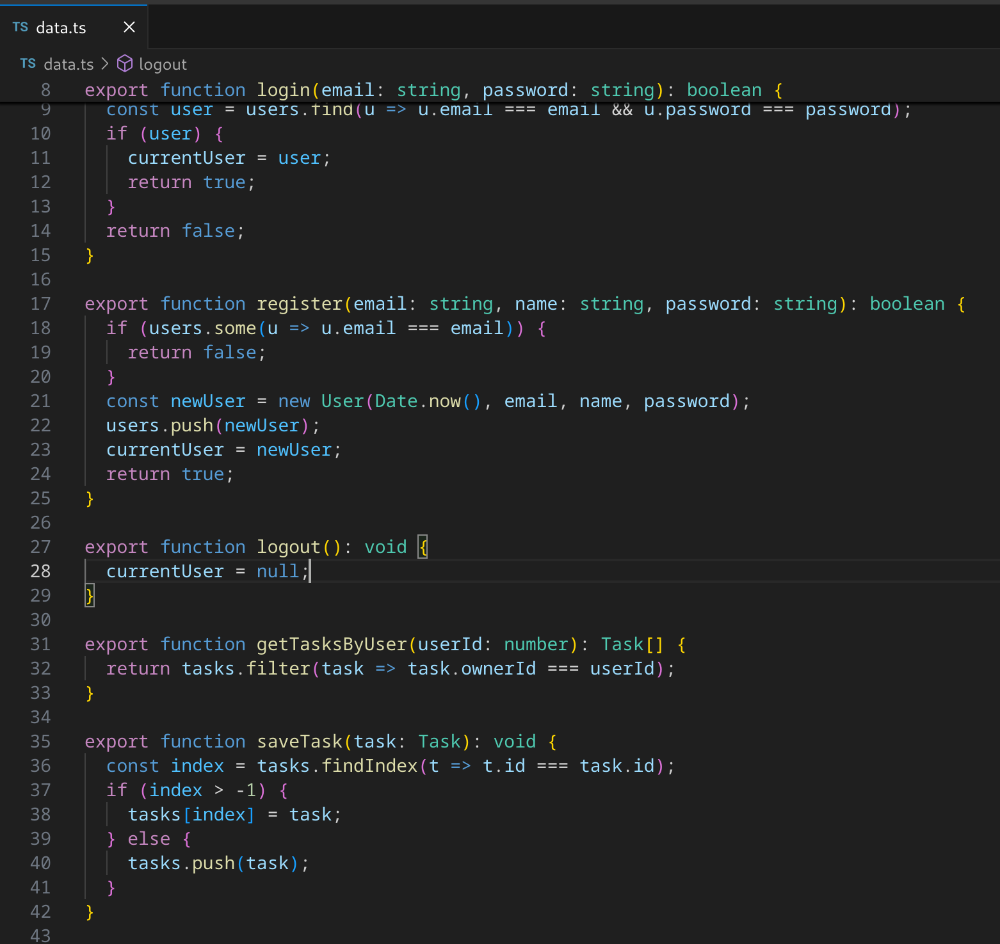 TS data.ts
TS data.ts > logout
8 export function login(email: string, password: string): boolean {
9   const user = users.find(u => u.email === email && u.password === password);
10   if (user) {
11     currentUser = user;
12     return true;
13   }
14   return false;
15 }
16
17 export function register(email: string, name: string, password: string): boolean {
18   if (users.some(u => u.email === email)) {
19     return false;
20   }
21   const newUser = new User(Date.now(), email, name, password);
22   users.push(newUser);
23   currentUser = newUser;
24   return true;
25 }
26
27 export function logout(): void {
28   currentUser = null;
29 }
30
31 export function getTasksByUser(userId: number): Task[] {
32   return tasks.filter(task => task.ownerId === userId);
33 }
34
35 export function saveTask(task: Task): void {
36   const index = tasks.findIndex(t => t.id === task.id);
37   if (index > -1) {
38     tasks[index] = task;
39   } else {
40     tasks.push(task);
41   }
42 }
43